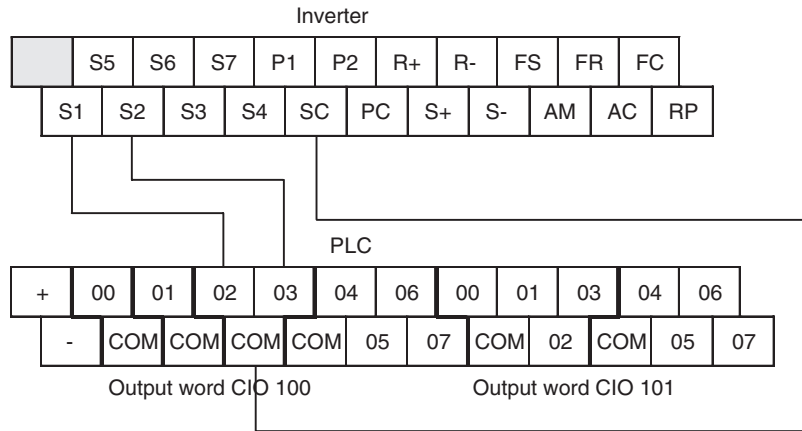 Inverter
S5 S6 S7 P1 P2 R+ R- FS FR FC
S1 S2 S3 S4 SC PC S+ S- AM AC RP
PLC
+ 00 01 02 03 04 06 00 01 03 04 06
- COM COM COM COM 05 07 COM 02 COM 05 07
Output word CIO 100 Output word CIO 101